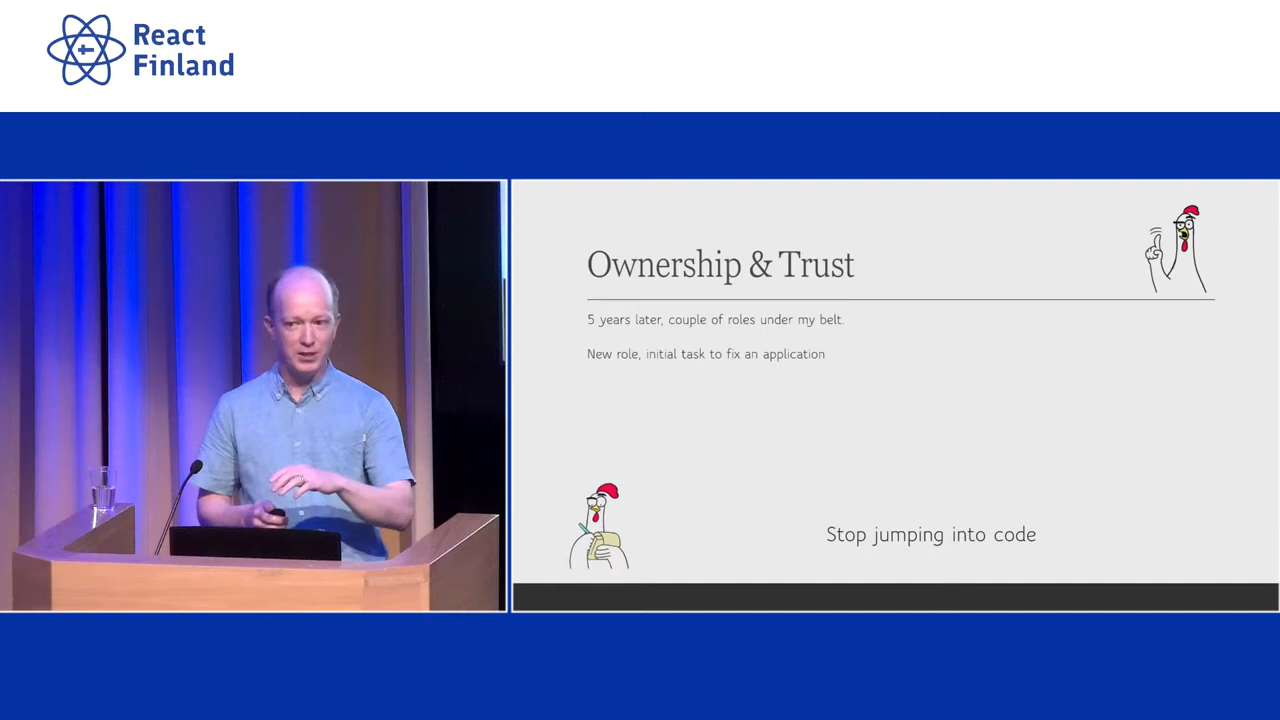 React
Finland
Ownership & Trust
5 years later, couple of roles under my belt.
New role, initial task to fix an application
Stop jumping into code